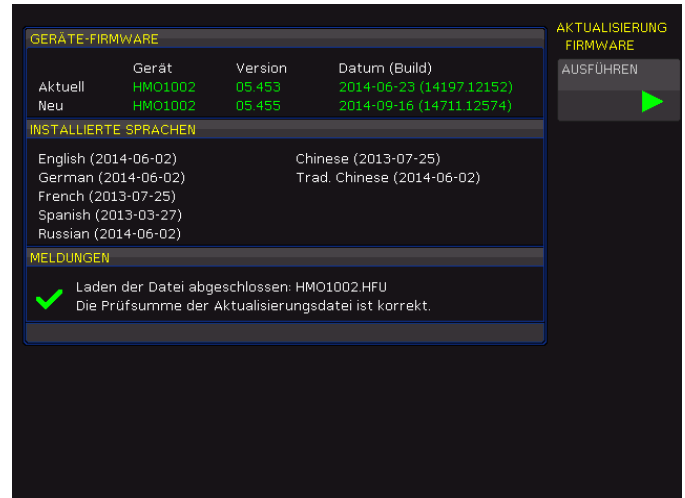 GERÄTE-FIRMWARE
Gerät Version Datum (Build)
Aktuell HMO1002 05.453 2014-06-23 (14197.12152)
Neu HMO1002 05.455 2014-09-16 (14711.12574)
INSTALLIERTE SPRACHEN
English (2014-06-02) Chinese (2013-07-25)
German (2014-06-02) Trad. Chinese (2014-06-02)
French (2013-07-25)
Spanish (2013-03-27)
Russian (2014-06-02)
MELDUNGEN
Laden der Datei abgeschlossen: HMO1002.HFU
Die Prüfsumme der Aktualisierungsdatei ist korrekt.
AKTUALISIERUNG
FIRMWARE
AUSFÜHREN